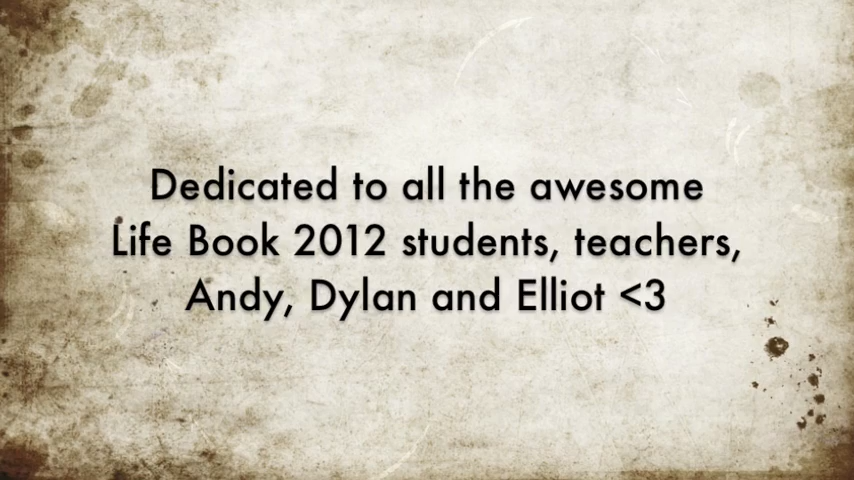 Dedicated to all the awesome
Life Book 2012 students, teachers,
Andy, Dylan and Elliot <3